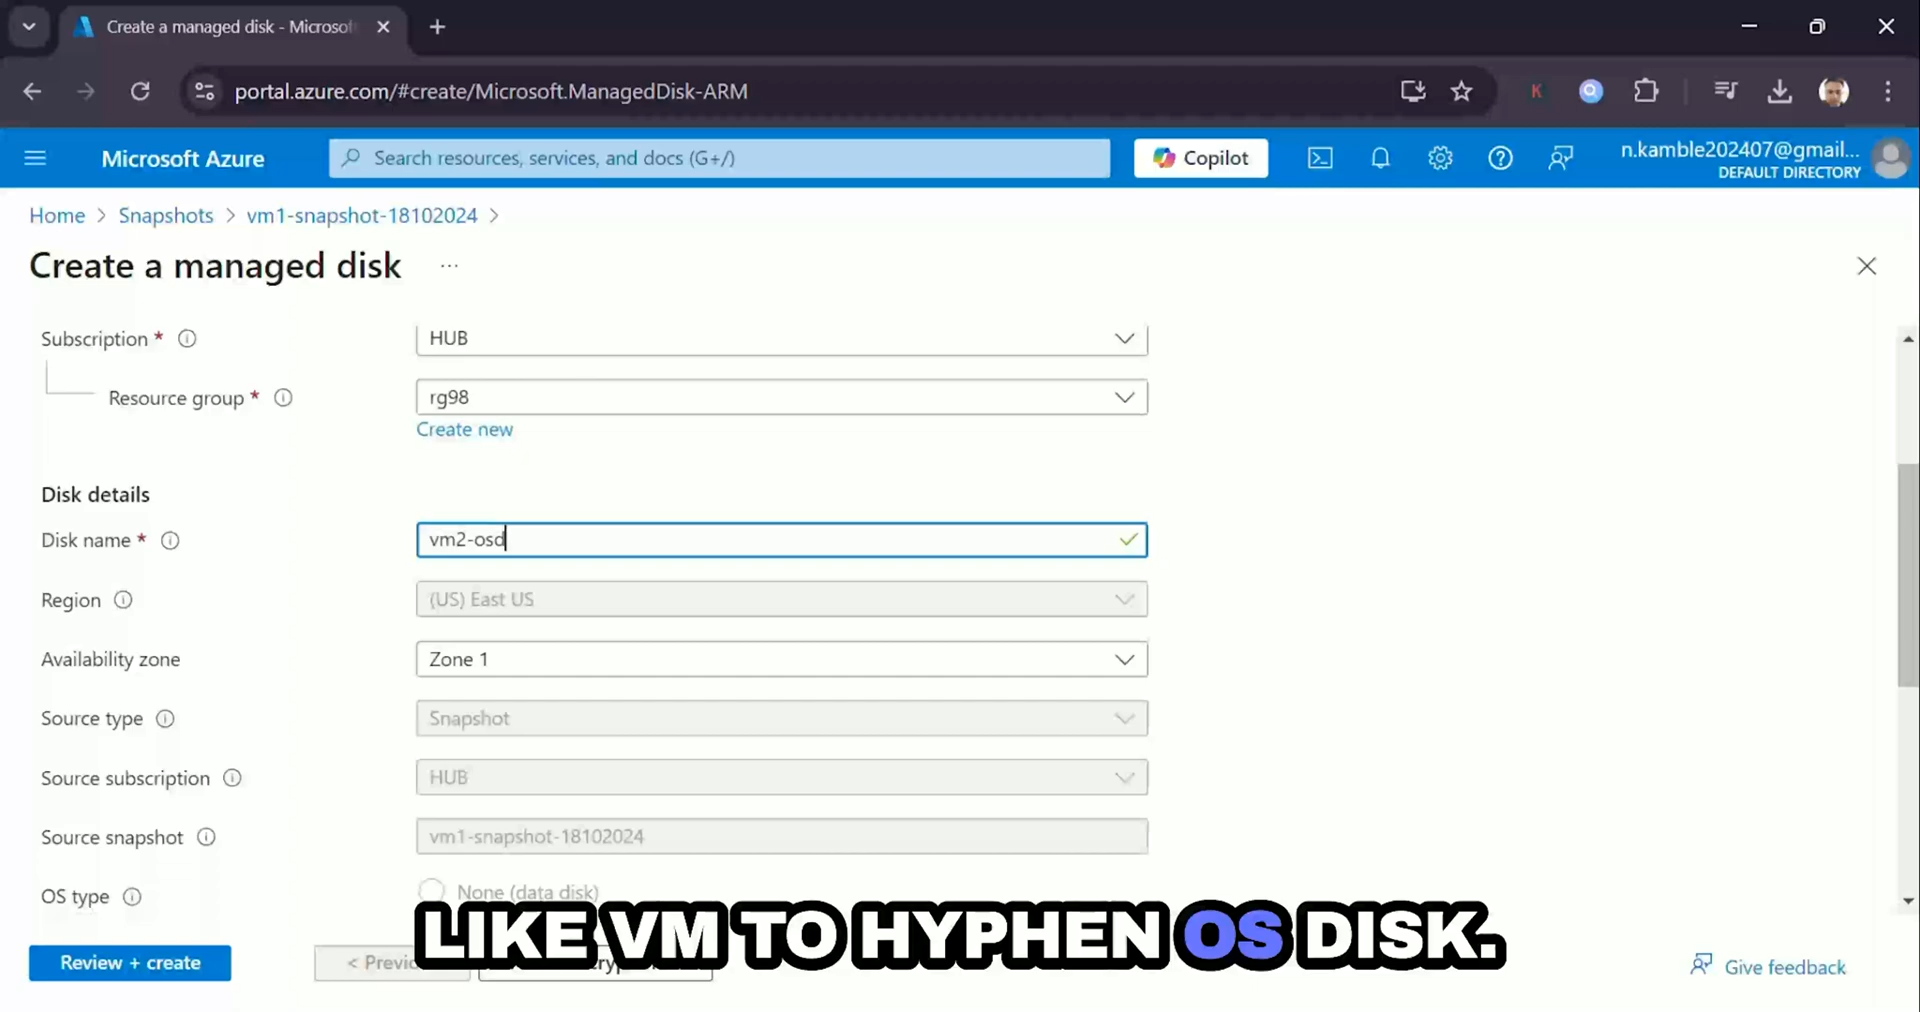 Create a managed disk - Microsof
portal.azure.com/#create/Microsoft.ManagedDisk-ARM
K
Microsoft Azure
Search resources, services, and docs (G+/)
Copilot
n.kamble202407@gmail...
DEFAULT DIRECTORY
Home > Snapshots > vm1-snapshot-18102024 >
Create a managed disk ...
Subscription * HUB
Resource group * rg98
Create new
Disk details
Disk name * vm2-osd
Region (US) East US
Availability zone Zone 1
Source type Snapshot
Source subscription HUB
Source snapshot vm1-snapshot-18102024
OS type None (data disk)
LIKE VM TO HYPHEN OS DISK.
Review + create
Give feedback